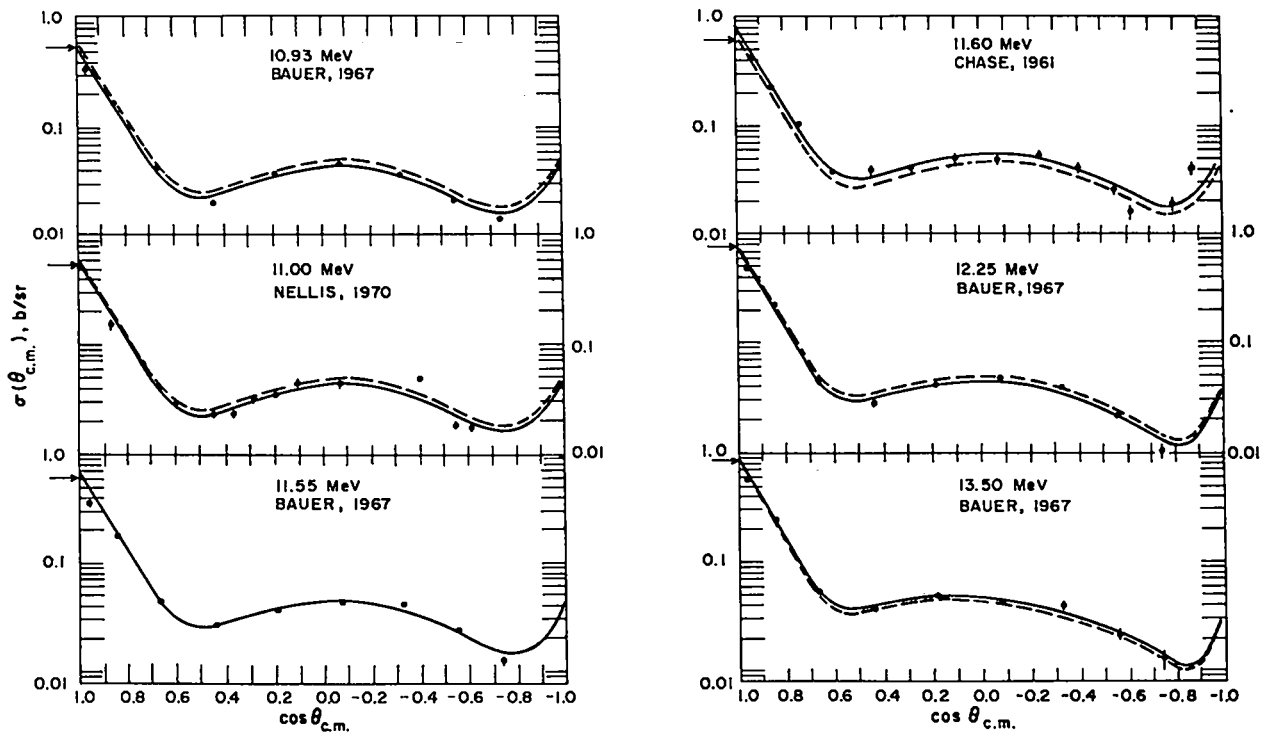 1.0
10.93 MeV
BAUER, 1967
0.1
0.01
1.0
11.00 MeV
NELLIS, 1970
σ(θc.m.), b/sr
0.1
1.0
0.01
11.55 MeV
BAUER, 1967
0.1
0.01
1.0 0.8 0.6 0.4 0.2 0.0 -0.2 -0.4 -0.6 -0.8 -1.0
cos θc.m.
1.0
11.60 MeV
CHASE, 1961
0.1
0.01
1.0
12.25 MeV
BAUER, 1967
0.1
1.0
0.01
13.50 MeV
BAUER, 1967
0.1
0.01
1.0 0.8 0.6 0.4 0.2 0.0 -0.2 -0.4 -0.6 -0.8 -1.0
cos θc.m.